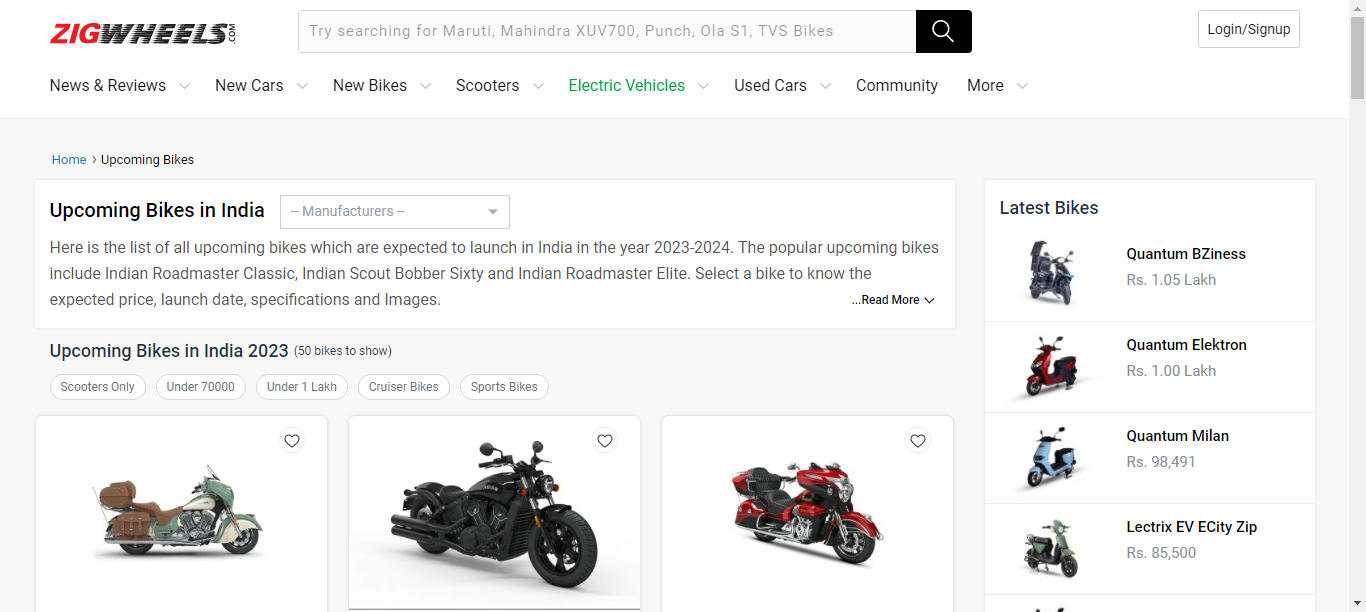 ZIGWHEELS.COM
Try searching for Maruti, Mahindra XUV700, Punch, Ola S1, TVS Bikes
Login/Signup
News & Reviews
New Cars
New Bikes
Scooters
Electric Vehicles
Used Cars
Community
More
Home › Upcoming Bikes
Upcoming Bikes in India
-- Manufacturers --
Here is the list of all upcoming bikes which are expected to launch in India in the year 2023-2024. The popular upcoming bikes
include Indian Roadmaster Classic, Indian Scout Bobber Sixty and Indian Roadmaster Elite. Select a bike to know the
expected price, launch date, specifications and Images.
...Read More
Upcoming Bikes in India 2023 (50 bikes to show)
Scooters Only
Under 70000
Under 1 Lakh
Cruiser Bikes
Sports Bikes
Latest Bikes
Quantum BZiness
Rs. 1.05 Lakh
Quantum Elektron
Rs. 1.00 Lakh
Quantum Milan
Rs. 98,491
Lectrix EV ECity Zip
Rs. 85,500